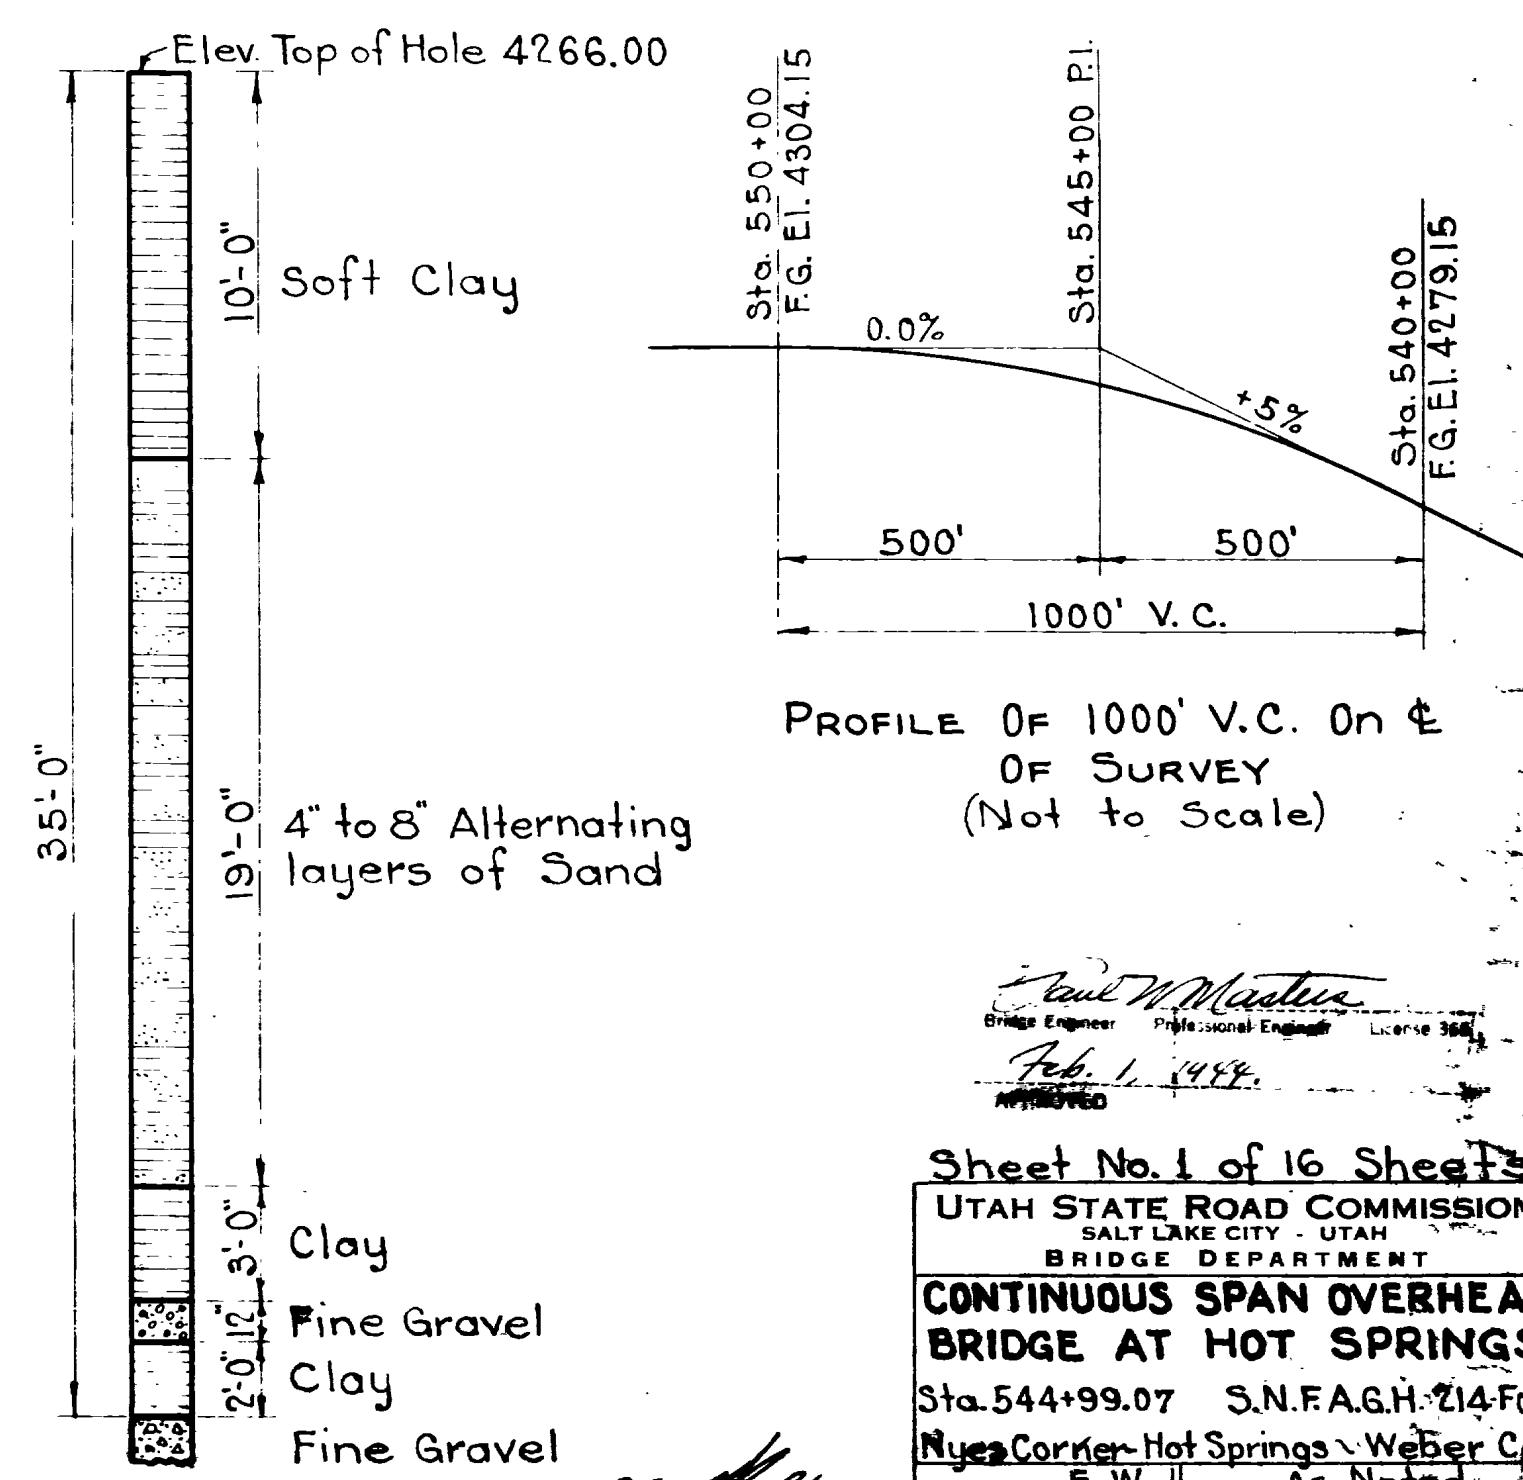 Elev. Top of Hole 4266.00
35'-0"
10'-0"
Soft Clay
19'-0"
4" to 8" Alternating
layers of Sand
3'-0"
Clay
12"
Fine Gravel
2'-0"
Clay
Fine Gravel
Sta. 550+00
F.G. El. 4304.15
Sta. 545+00 P.I.
Sta. 540+00
F.G. El. 4279.15
0.0%
+5%
500'
500'
1000' V.C.
PROFILE OF 1000' V.C. On ℄
OF SURVEY
(Not to Scale)
Paul W Masters
Bridge Engineer Professional Engineer License
Feb. 1, 1944.
APPROVED
Sheet No. 1 of 16 Sheets
UTAH STATE ROAD COMMISSION
SALT LAKE CITY - UTAH
BRIDGE DEPARTMENT
CONTINUOUS SPAN OVERHEA
BRIDGE AT HOT SPRINGS
Sta. 544+99.07 S.N.F.A.G.H. 214-F
Nyes Corner-Hot Springs Weber C